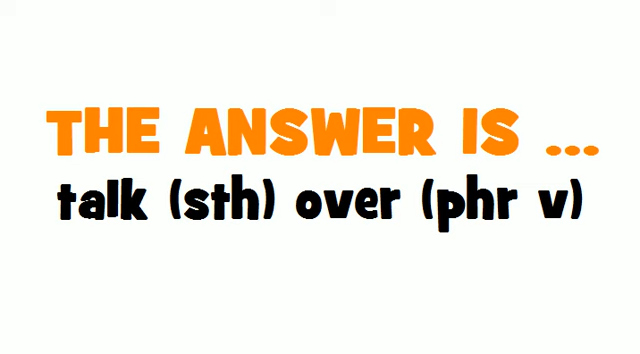 THE ANSWER IS ...
talk (sth) over (phr v)